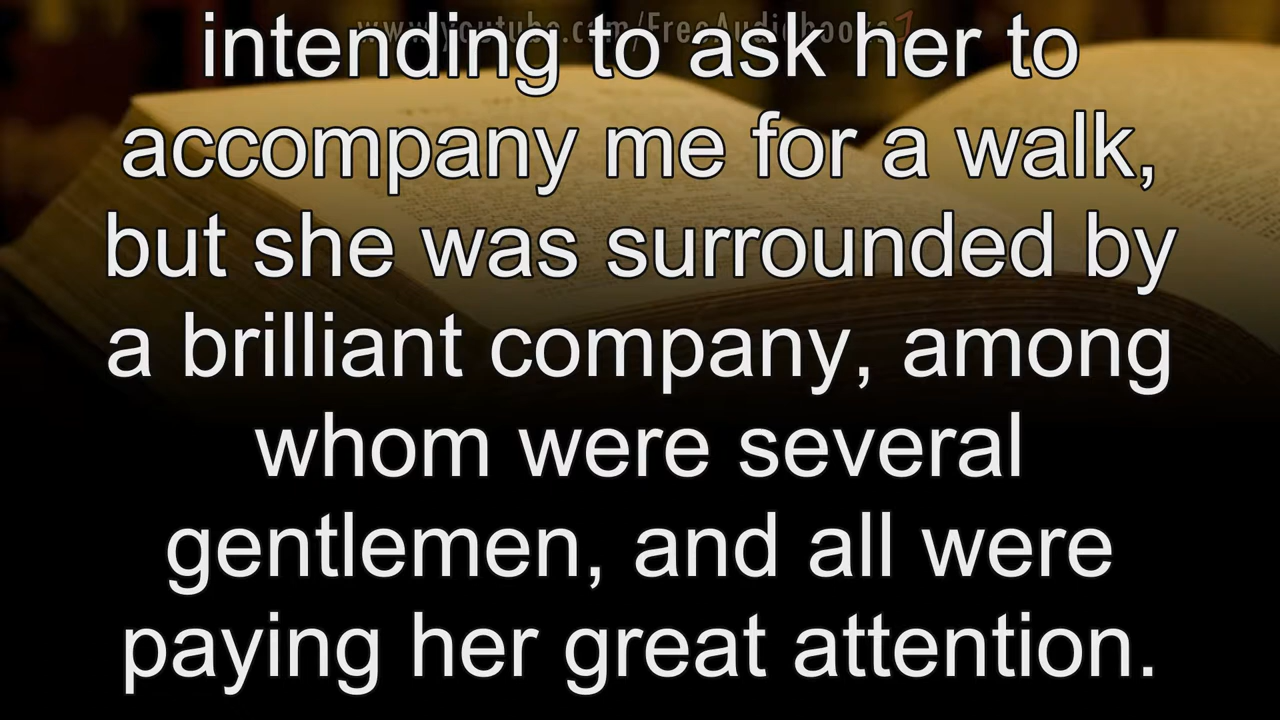 www.youtube.com/FreeAudiobooks
intending to ask her to
accompany me for a walk,
but she was surrounded by
a brilliant company, among
whom were several
gentlemen, and all were
paying her great attention.